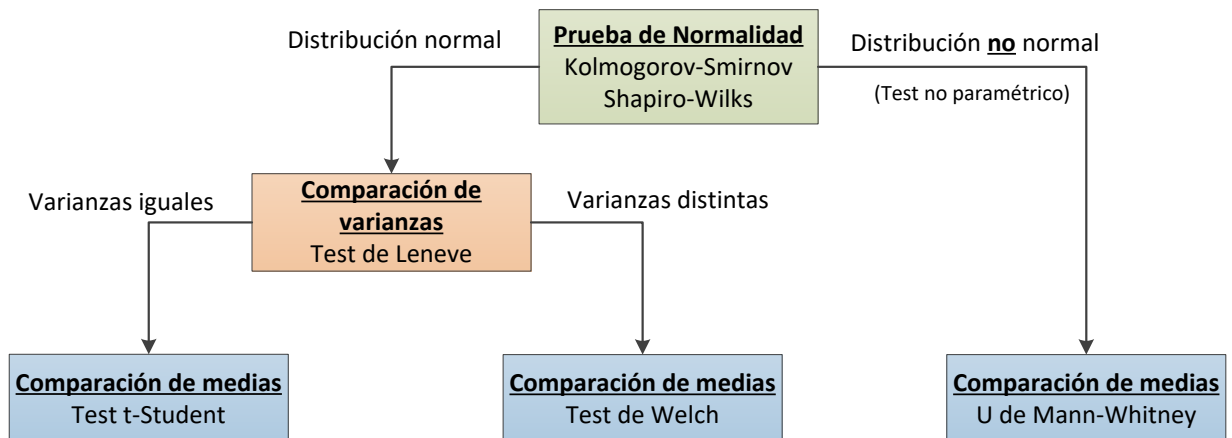 Distribución normal
Prueba de Normalidad
Kolmogorov-Smirnov
Shapiro-Wilks
Distribución no normal
(Test no paramétrico)
Varianzas iguales
Comparación de
varianzas
Test de Leneve
Varianzas distintas
Comparación de medias
Test t-Student
Comparación de medias
Test de Welch
Comparación de medias
U de Mann-Whitney